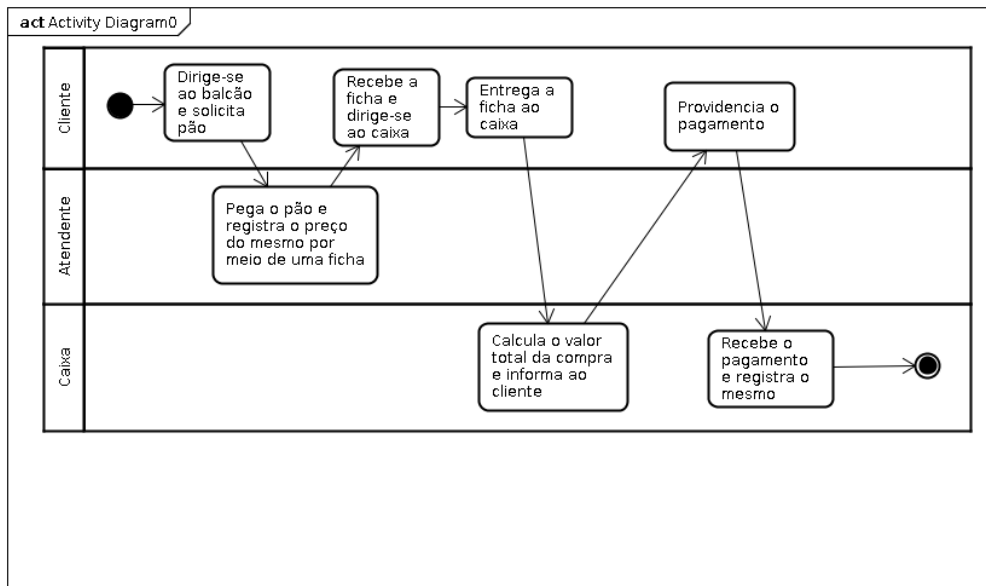 act Activity Diagram0
Cliente
Dirige-se
ao balcão
e solicita
pão
Recebe a
ficha e
dirige-se
ao caixa
Entrega a
ficha ao
caixa
Providencia o
pagamento
Atendente
Pega o pão e
registra o preço
do mesmo por
meio de uma ficha
Caixa
Calcula o valor
total da compra
e informa ao
cliente
Recebe o
pagamento
e registra o
mesmo